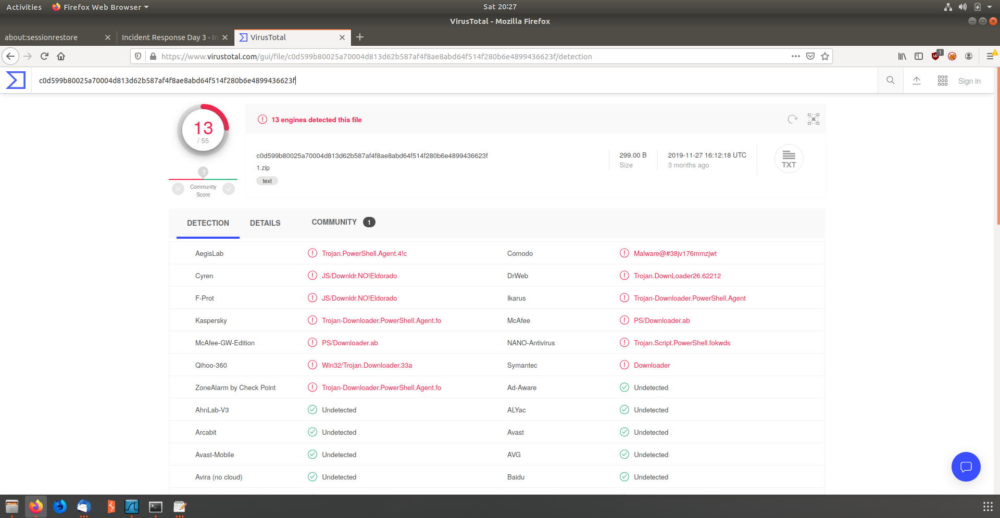 Activities Firefox Web Browser Sat 20:27
VirusTotal - Mozilla Firefox
about:sessionrestore Incident Response Day 3 - In VirusTotal
https://www.virustotal.com/gui/file/c0d599b80025a70004d813d62b587af4f8ae8abd64f514f280b6e4899436623f/detection 1
c0d599b80025a70004d813d62b587af4f8ae8abd64f514f280b6e4899436623f Sign in
13
/ 55
13 engines detected this file
c0d599b80025a70004d813d62b587af4f8ae8abd64f514f280b6e4899436623f
1.zip
text
299.00 B
Size
2019-11-27 16:12:18 UTC
3 months ago
TXT
?
Community
Score
DETECTION DETAILS COMMUNITY 1
AegisLab Trojan.PowerShell.Agent.4!c Comodo Malware@#38jv176mmzjwt
Cyren JS/Downldr.NO!Eldorado DrWeb Trojan.DownLoader26.62212
F-Prot JS/Downldr.NO!Eldorado Ikarus Trojan-Downloader.PowerShell.Agent
Kaspersky Trojan-Downloader.PowerShell.Agent.fo McAfee PS/Downloader.ab
McAfee-GW-Edition PS/Downloader.ab NANO-Antivirus Trojan.Script.PowerShell.fokwds
Qihoo-360 Win32/Trojan.Downloader.33a Symantec Downloader
ZoneAlarm by Check Point Trojan-Downloader.PowerShell.Agent.fo Ad-Aware Undetected
AhnLab-V3 Undetected ALYac Undetected
Arcabit Undetected Avast Undetected
Avast-Mobile Undetected AVG Undetected
Avira (no cloud) Undetected Baidu Undetected